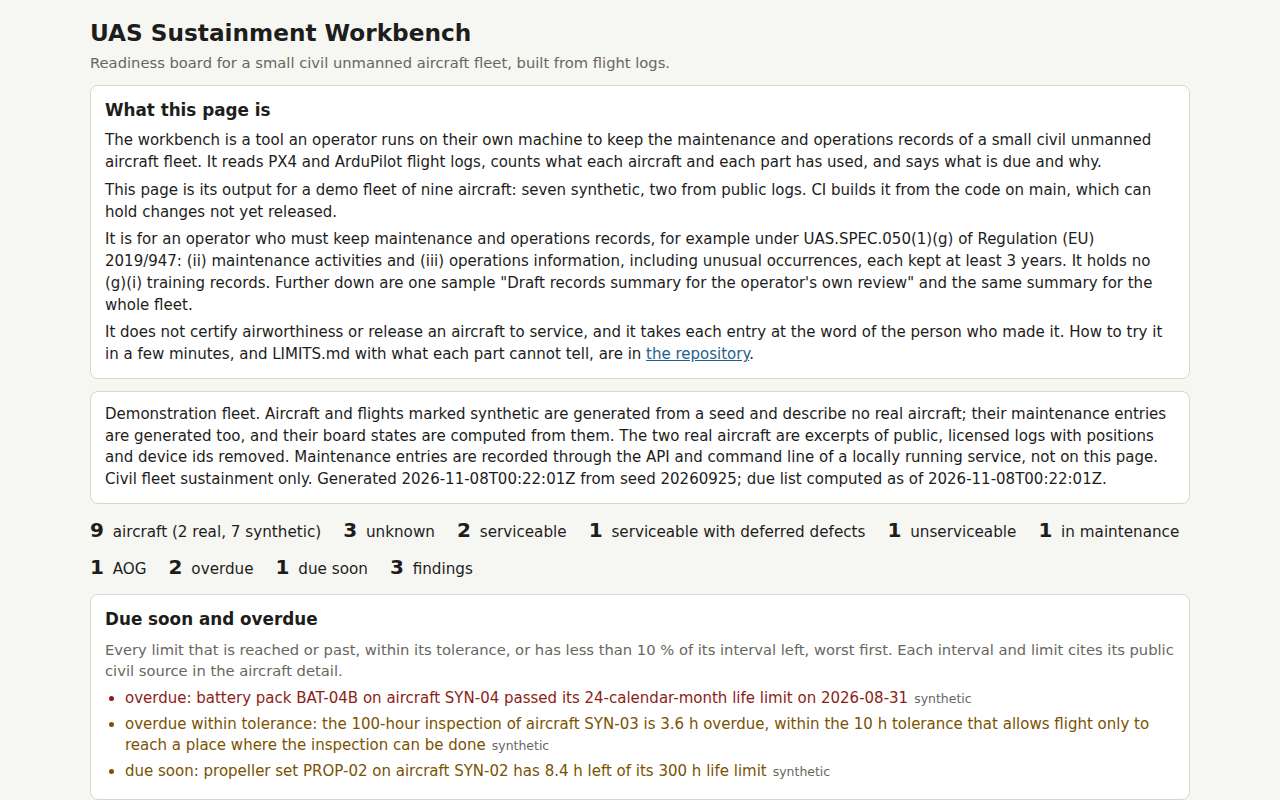 UAS Sustainment Workbench
Readiness board for a small civil unmanned aircraft fleet, built from flight logs.
What this page is
The workbench is a tool an operator runs on their own machine to keep the maintenance and operations records of a small civil unmanned
aircraft fleet. It reads PX4 and ArduPilot flight logs, counts what each aircraft and each part has used, and says what is due and why.
This page is its output for a demo fleet of nine aircraft: seven synthetic, two from public logs. CI builds it from the code on main, which can
hold changes not yet released.
It is for an operator who must keep maintenance and operations records, for example under UAS.SPEC.050(1)(g) of Regulation (EU)
2019/947: (ii) maintenance activities and (iii) operations information, including unusual occurrences, each kept at least 3 years. It holds no
(g)(i) training records. Further down are one sample "Draft records summary for the operator's own review" and the same summary for the
whole fleet.
It does not certify airworthiness or release an aircraft to service, and it takes each entry at the word of the person who made it. How to try it
in a few minutes, and LIMITS.md with what each part cannot tell, are in the repository.
Demonstration fleet. Aircraft and flights marked synthetic are generated from a seed and describe no real aircraft; their maintenance entries
are generated too, and their board states are computed from them. The two real aircraft are excerpts of public, licensed logs with positions
and device ids removed. Maintenance entries are recorded through the API and command line of a locally running service, not on this page.
Civil fleet sustainment only. Generated 2026-11-08T00:22:01Z from seed 20260925; due list computed as of 2026-11-08T00:22:01Z.
9 aircraft (2 real, 7 synthetic) 3 unknown 2 serviceable 1 serviceable with deferred defects 1 unserviceable 1 in maintenance
1 AOG 2 overdue 1 due soon 3 findings
Due soon and overdue
Every limit that is reached or past, within its tolerance, or has less than 10 % of its interval left, worst first. Each interval and limit cites its public
civil source in the aircraft detail.
• overdue: battery pack BAT-04B on aircraft SYN-04 passed its 24-calendar-month life limit on 2026-08-31 synthetic
• overdue within tolerance: the 100-hour inspection of aircraft SYN-03 is 3.6 h overdue, within the 10 h tolerance that allows flight only to
reach a place where the inspection can be done synthetic
• due soon: propeller set PROP-02 on aircraft SYN-02 has 8.4 h left of its 300 h life limit synthetic